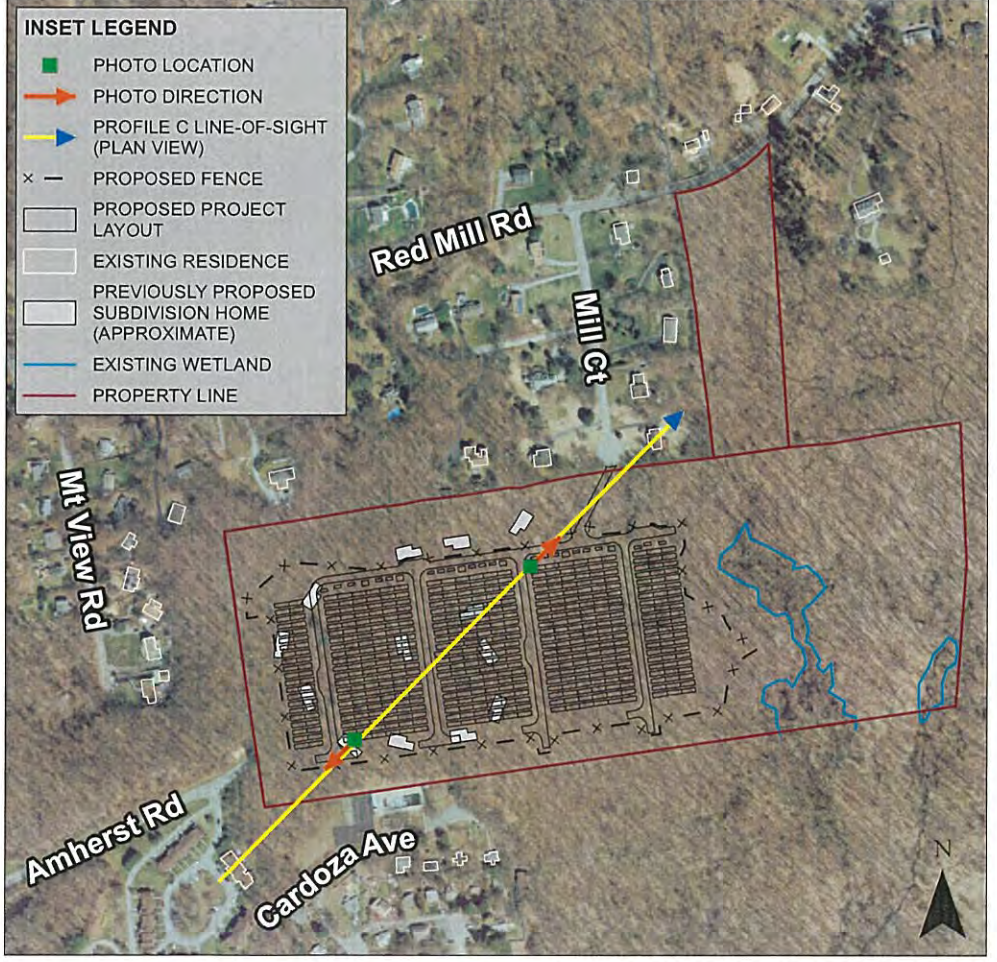 INSET LEGEND
PHOTO LOCATION
PHOTO DIRECTION
PROFILE C LINE-OF-SIGHT
(PLAN VIEW)
PROPOSED FENCE
PROPOSED PROJECT
LAYOUT
EXISTING RESIDENCE
PREVIOUSLY PROPOSED
SUBDIVISION HOME
(APPROXIMATE)
EXISTING WETLAND
PROPERTY LINE
Red Mill Rd
Mill Ct
Mt View Rd
Amherst Rd
Cardoza Ave
N